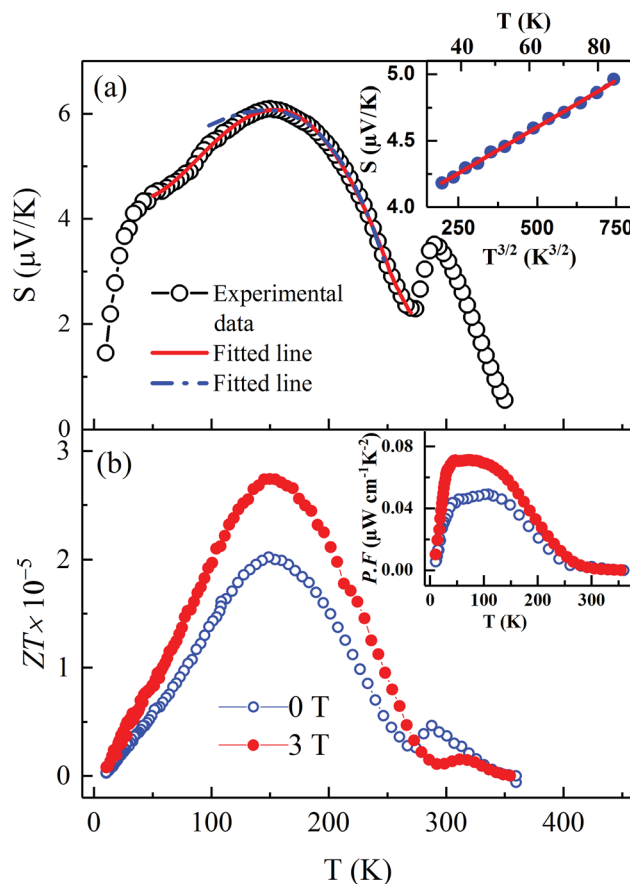 T (K)
40 60 80
(a)
6
4
2
0
S (μV/K)
5.0
4.5
4.0
S (μV/K)
250 500 750
T3/2 (K3/2)
Experimental
data
Fitted line
Fitted line
(b)
3
2
1
0
ZT× 10−5
0.08
0.04
0.00
P.F (μW cm-1K-2
0 100 200 300
T (K)
0 T
3 T
0 100 200 300 400
T (K)